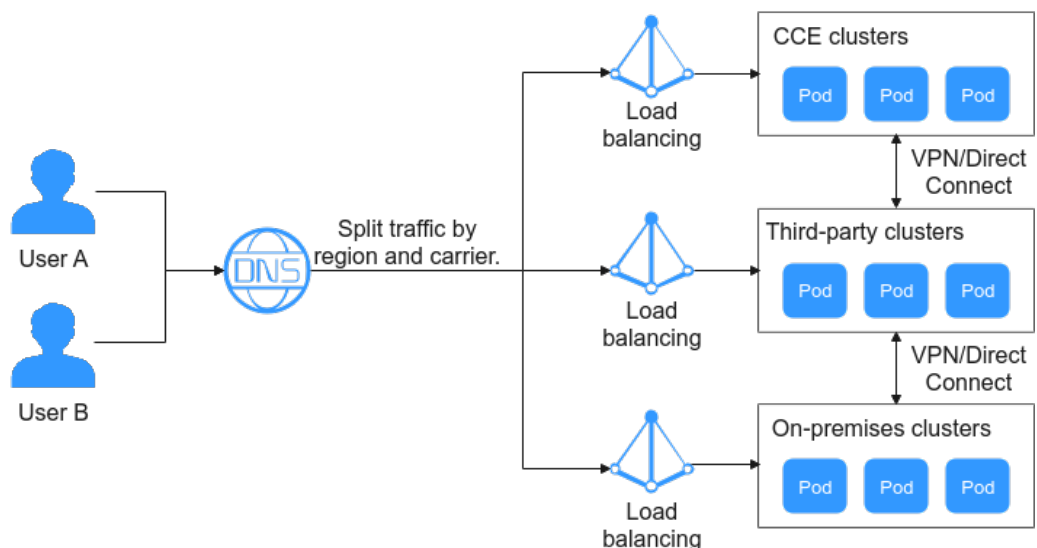 CCE clusters
Pod
Pod
Pod
Load
balancing
VPN/Direct
Connect
User A
DNS
Split traffic by
region and carrier.
Third-party clusters
Pod
Pod
Pod
Load
balancing
VPN/Direct
Connect
User B
On-premises clusters
Pod
Pod
Pod
Load
balancing